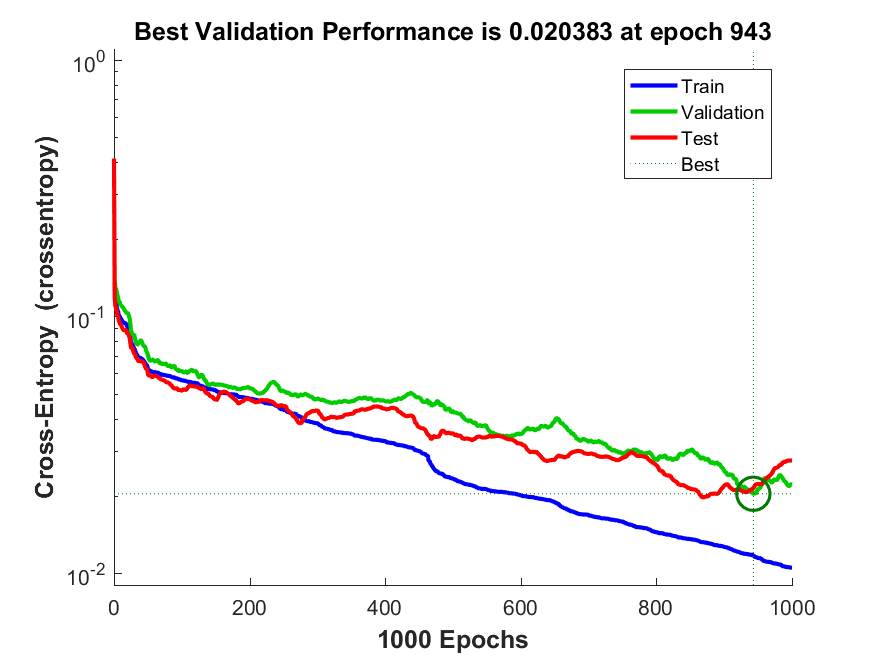 Best Validation Performance is 0.020383 at epoch 943
Cross-Entropy (crossentropy)
10^0
10^-1
10^-2
Train
Validation
Test
Best
0 200 400 600 800 1000
1000 Epochs